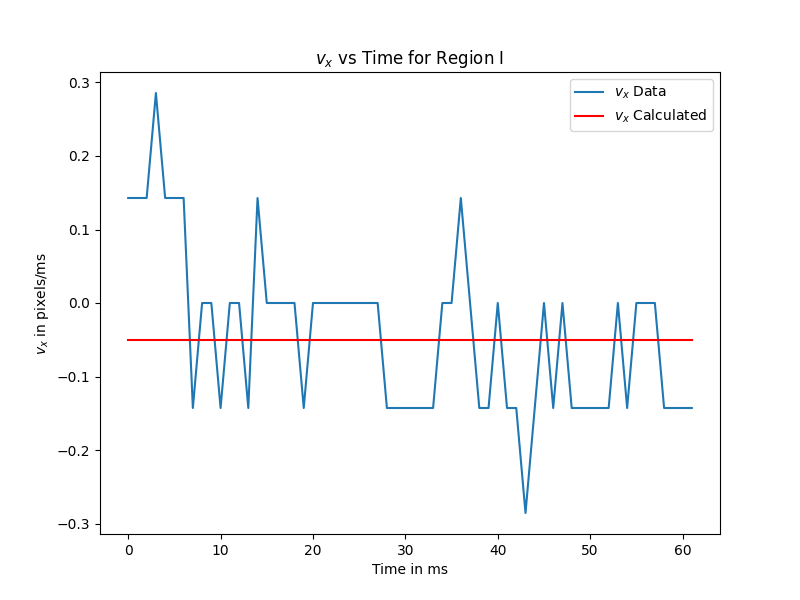 vₓ vs Time for Region I
vₓ Data
vₓ Calculated
0.3
0.2
0.1
0.0
−0.1
−0.2
−0.3
vₓ in pixels/ms
0 10 20 30 40 50 60
Time in ms